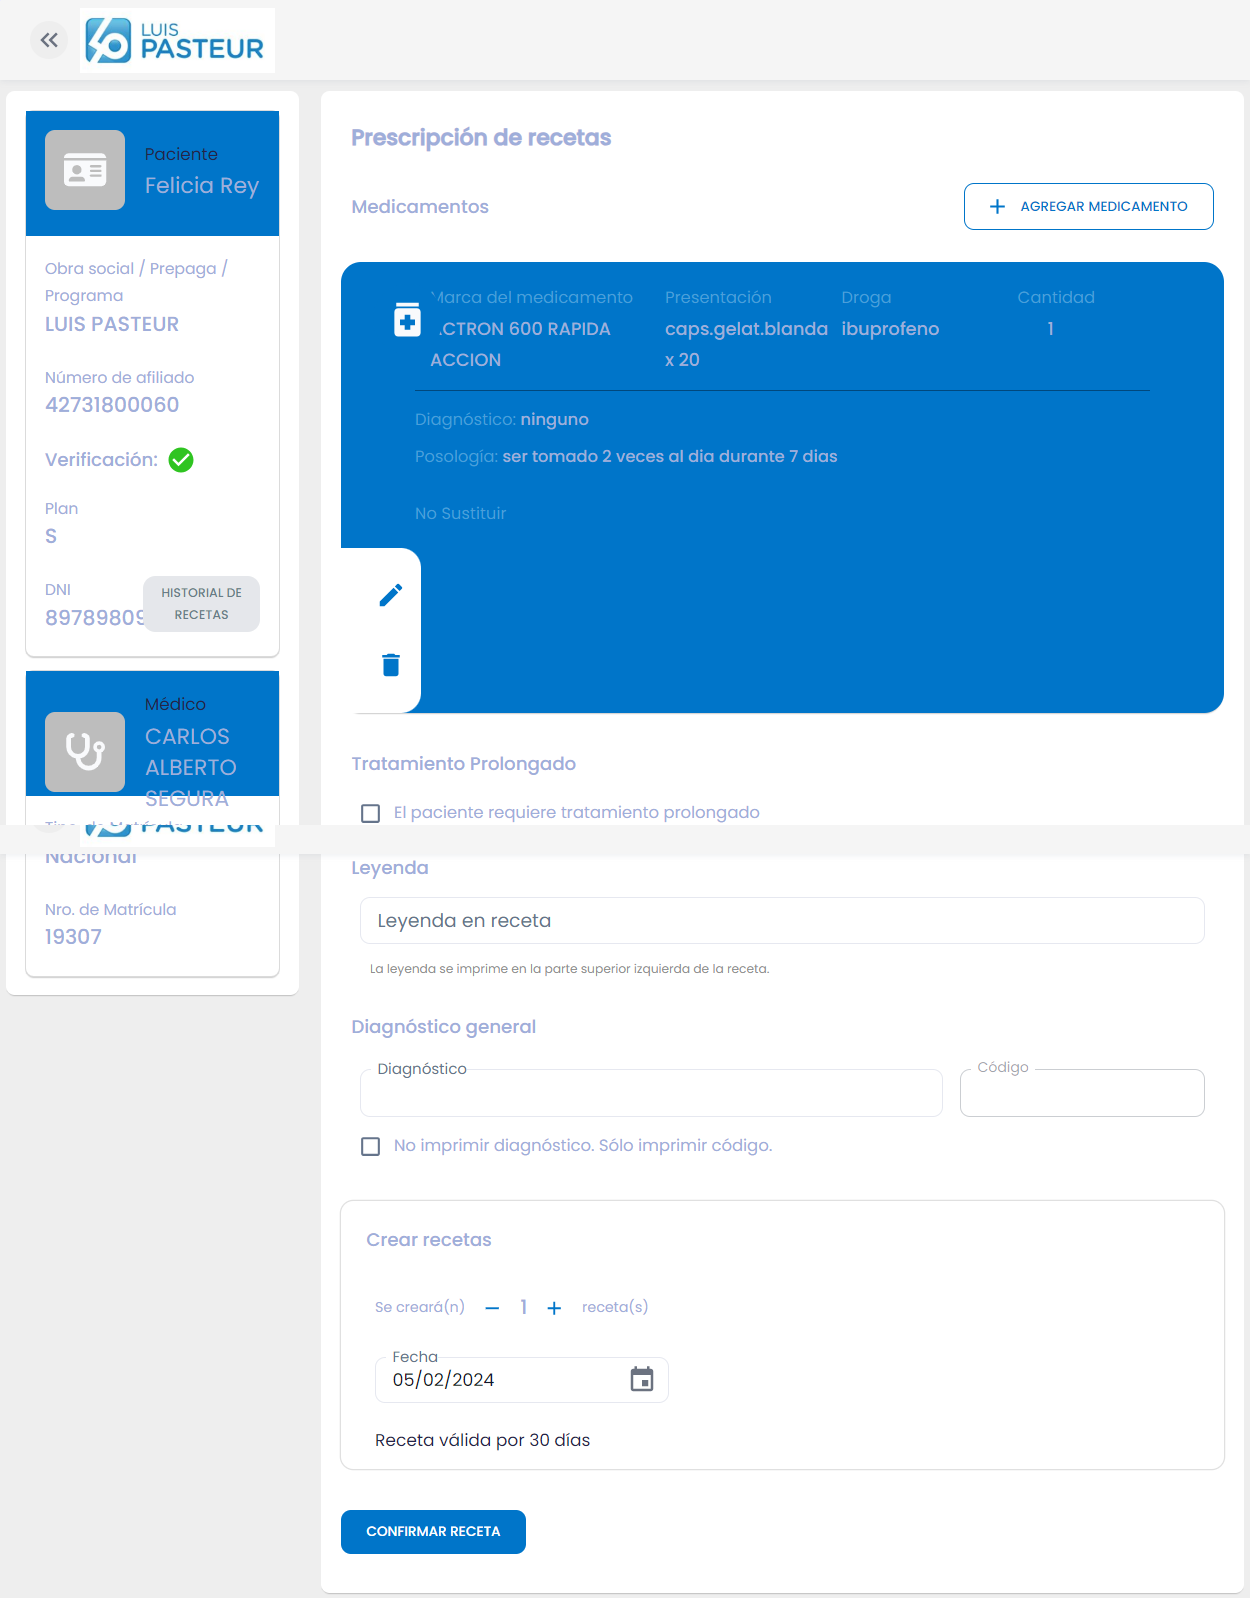 LUIS
PASTEUR
Paciente
Felicia Rey
Obra social / Prepaga /
Programa
LUIS PASTEUR
Número de afiliado
42731800060
Verificación:
Plan
S
DNI
89789809
HISTORIAL DE
RECETAS
Médico
CARLOS
ALBERTO
SEGURA
Tipo de Matrícula
PASTEUR
Nacional
Nro. de Matrícula
19307
Prescripción de recetas
Medicamentos
AGREGAR MEDICAMENTO
Marca del medicamento
Presentación
Droga
Cantidad
CTRON 600 RAPIDA
ACCION
caps.gelat.blanda
x 20
ibuprofeno
1
Diagnóstico: ninguno
Posología: ser tomado 2 veces al dia durante 7 dias
No Sustituir
Tratamiento Prolongado
El paciente requiere tratamiento prolongado
Leyenda
Leyenda en receta
La leyenda se imprime en la parte superior izquierda de la receta.
Diagnóstico general
Diagnóstico
Código
No imprimir diagnóstico. Sólo imprimir código.
Crear recetas
Se creará(n) 1 receta(s)
Fecha
05/02/2024
Receta válida por 30 días
CONFIRMAR RECETA